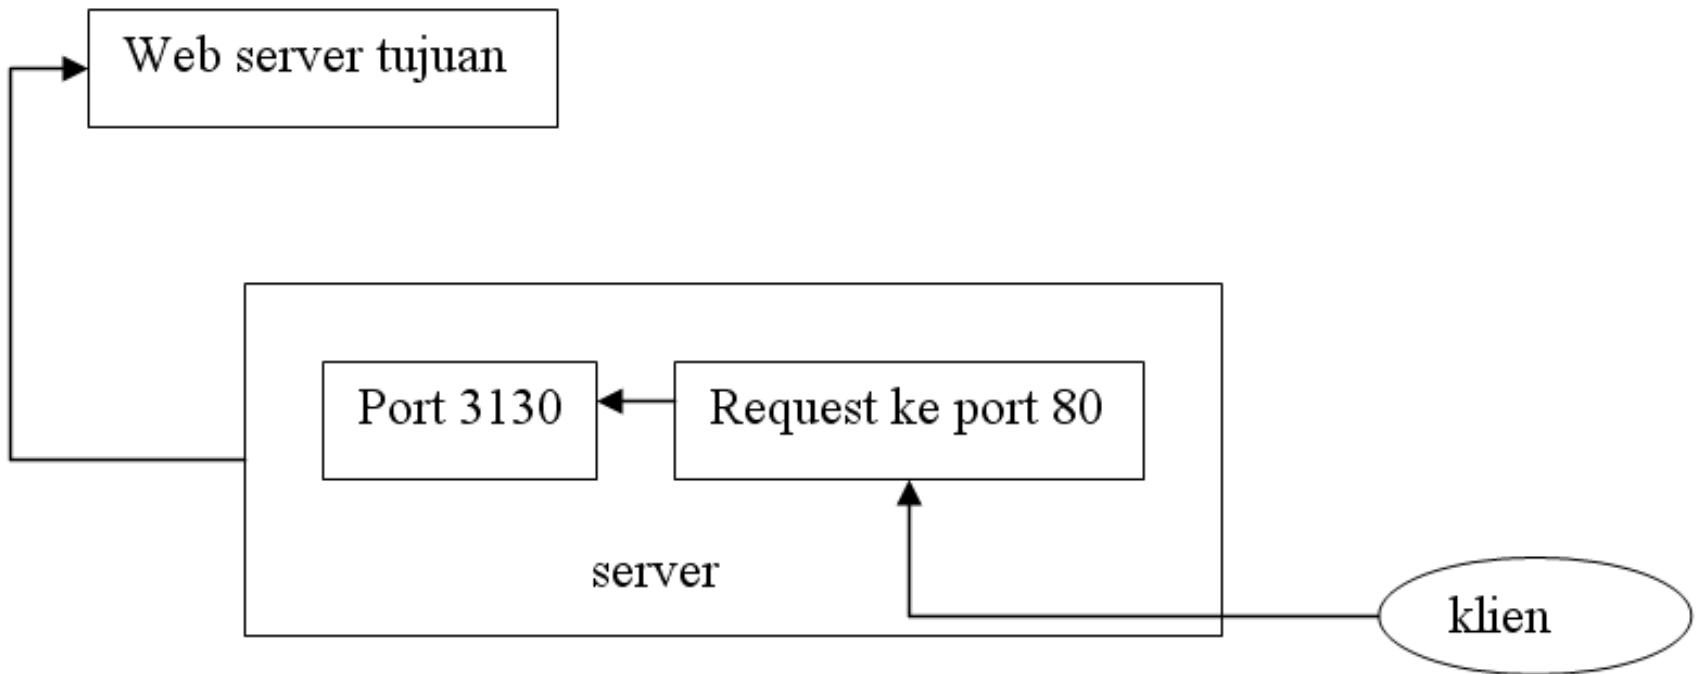 Web server tujuan
Port 3130
Request ke port 80
server
klien